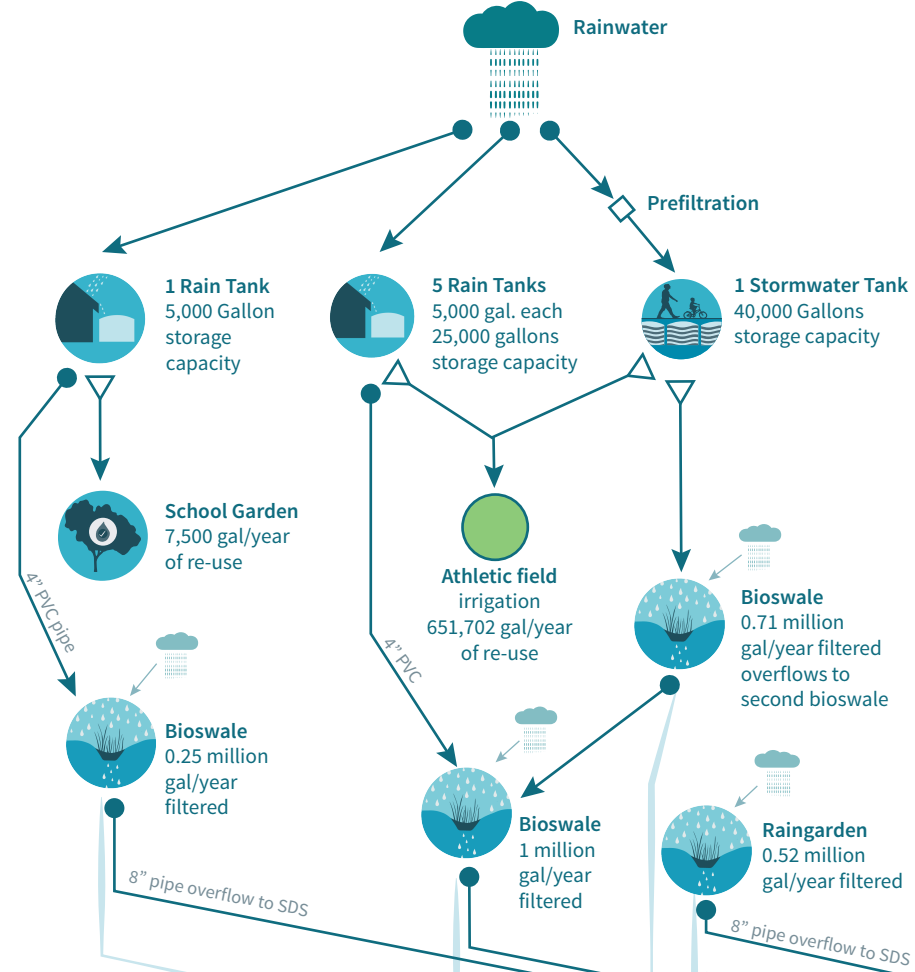 Rainwater
Prefiltration
1 Rain Tank
5,000 Gallon
storage
capacity
5 Rain Tanks
5,000 gal. each
25,000 gallons
storage capacity
1 Stormwater Tank
40,000 Gallons
storage capacity
School Garden
7,500 gal/year
of re-use
Athletic field
irrigation
651,702 gal/year
of re-use
4” PVC pipe
4” PVC
Bioswale
0.71 million
gal/year filtered
overflows to
second bioswale
Bioswale
0.25 million
gal/year
filtered
Bioswale
1 million
gal/year
filtered
Raingarden
0.52 million
gal/year filtered
8” pipe overflow to SDS
8” pipe overflow to SDS